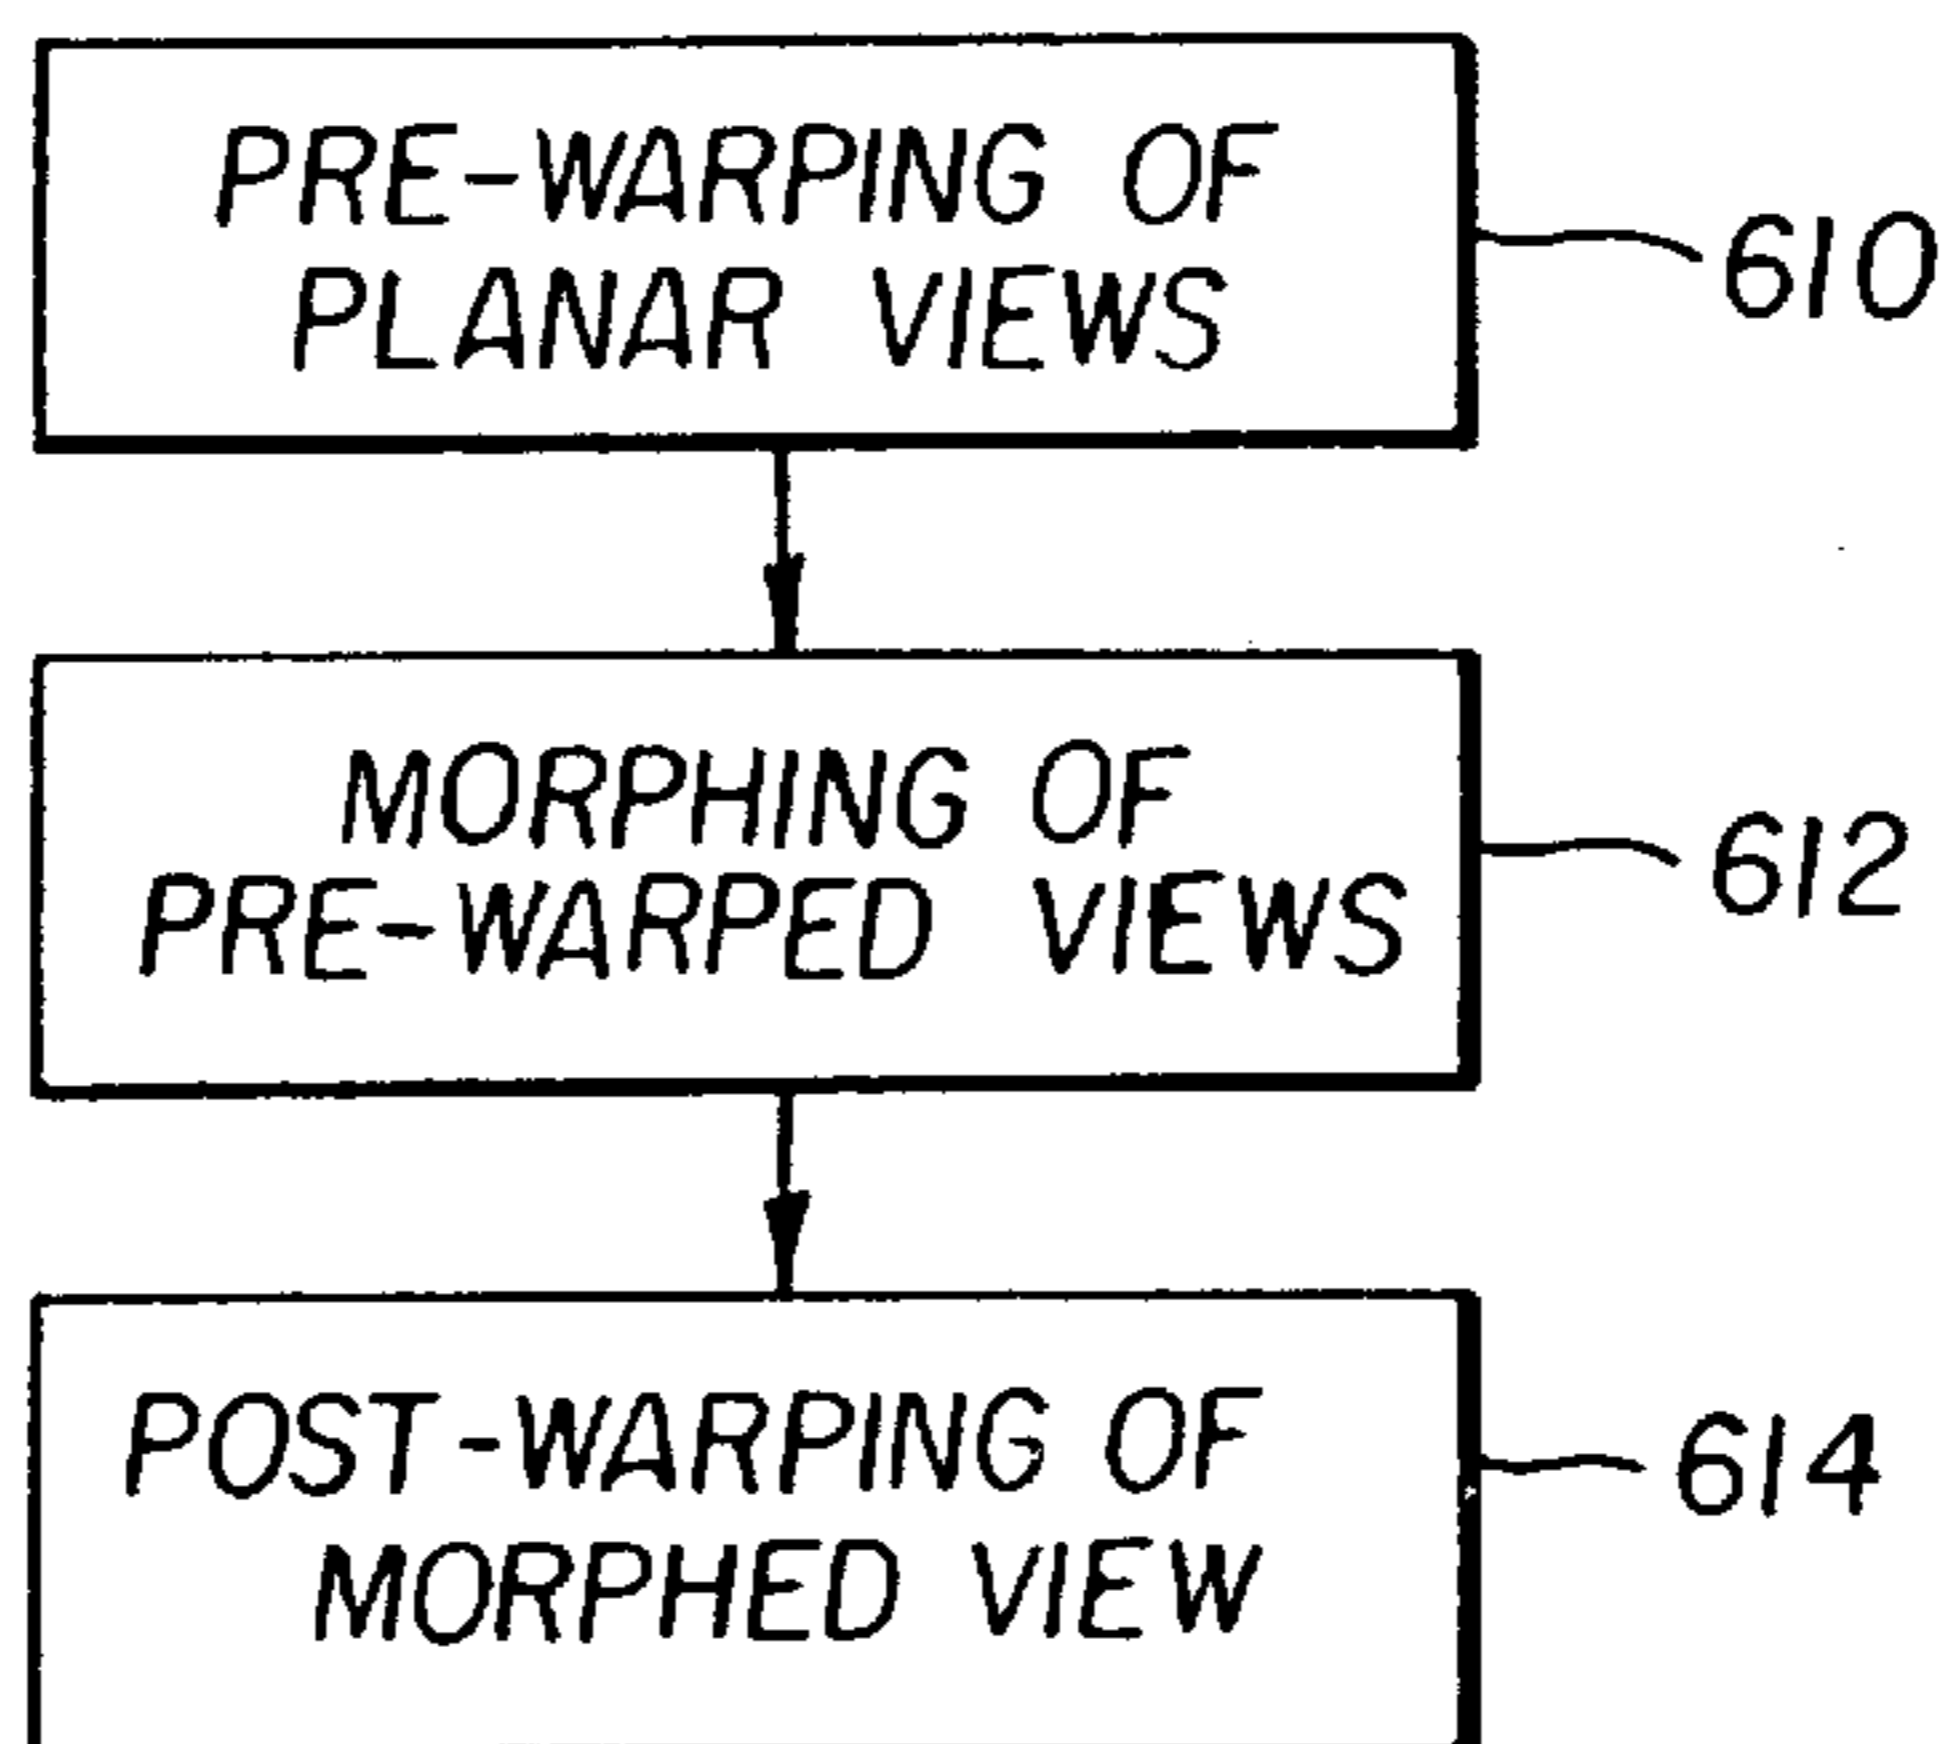 PRE-WARPING OF
PLANAR VIEWS
610
MORPHING OF
PRE-WARPED VIEWS
612
POST-WARPING OF
MORPHED VIEW
614